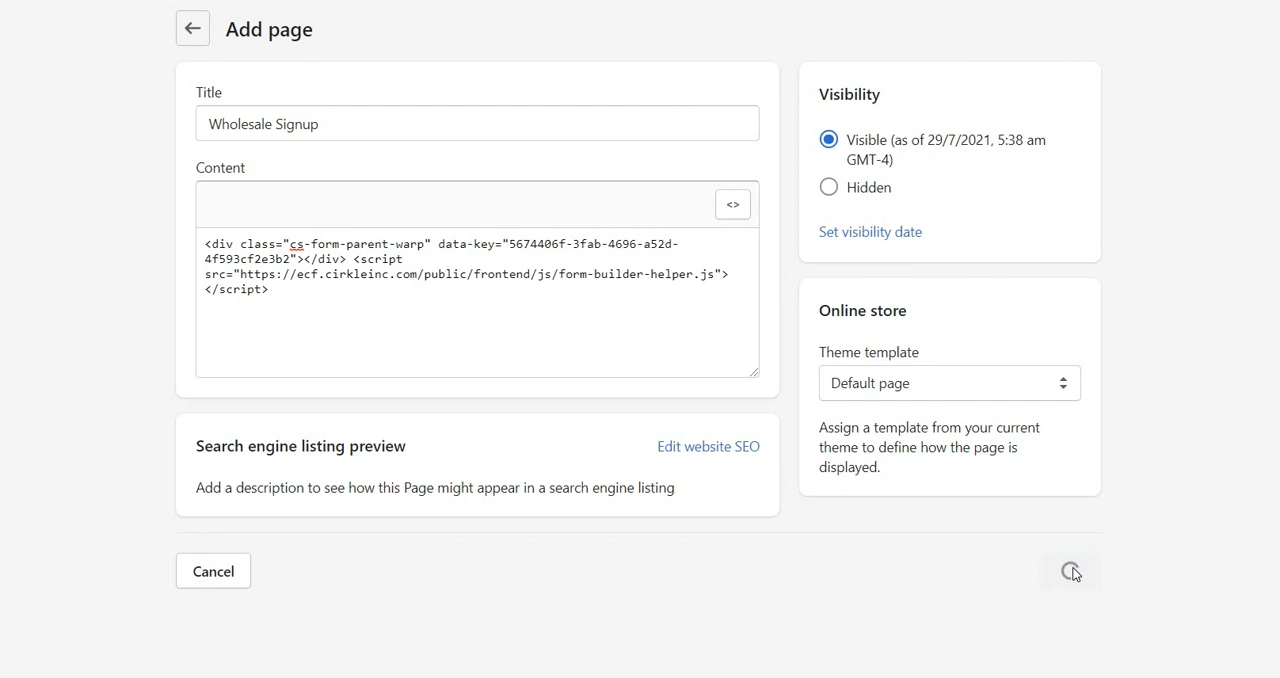 Add page
Title
Wholesale Signup
Content
<>
<div class="cs-form-parent-warp" data-key="5674406f-3fab-4696-a52d-
4f593cf2e3b2"></div> <script
src="https://ecf.cirkleinc.com/public/frontend/js/form-builder-helper.js">
</script>
Search engine listing preview
Edit website SEO
Add a description to see how this Page might appear in a search engine listing
Cancel
Visibility
Visible (as of 29/7/2021, 5:38 am
GMT-4)
Hidden
Set visibility date
Online store
Theme template
Default page
Assign a template from your current
theme to define how the page is
displayed.